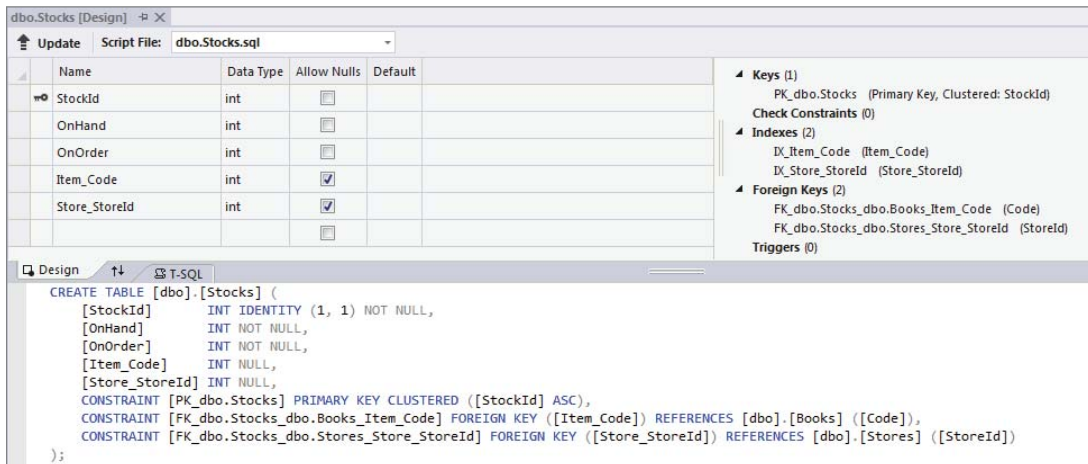 dbo.Stocks [Design]
Update Script File: dbo.Stocks.sql
Name Data Type Allow Nulls Default
StockId int
OnHand int
OnOrder int
Item_Code int
Store_StoreId int
Keys (1)
PK_dbo.Stocks (Primary Key, Clustered: StockId)
Check Constraints (0)
Indexes (2)
IX_Item_Code (Item_Code)
IX_Store_StoreId (Store_StoreId)
Foreign Keys (2)
FK_dbo.Stocks_dbo.Books_Item_Code (Code)
FK_dbo.Stocks_dbo.Stores_Store_StoreId (StoreId)
Triggers (0)
Design T-SQL
CREATE TABLE [dbo].[Stocks] (
[StockId] INT IDENTITY (1, 1) NOT NULL,
[OnHand] INT NOT NULL,
[OnOrder] INT NOT NULL,
[Item_Code] INT NULL,
[Store_StoreId] INT NULL,
CONSTRAINT [PK_dbo.Stocks] PRIMARY KEY CLUSTERED ([StockId] ASC),
CONSTRAINT [FK_dbo.Stocks_dbo.Books_Item_Code] FOREIGN KEY ([Item_Code]) REFERENCES [dbo].[Books] ([Code]),
CONSTRAINT [FK_dbo.Stocks_dbo.Stores_Store_StoreId] FOREIGN KEY ([Store_StoreId]) REFERENCES [dbo].[Stores] ([StoreId])
);